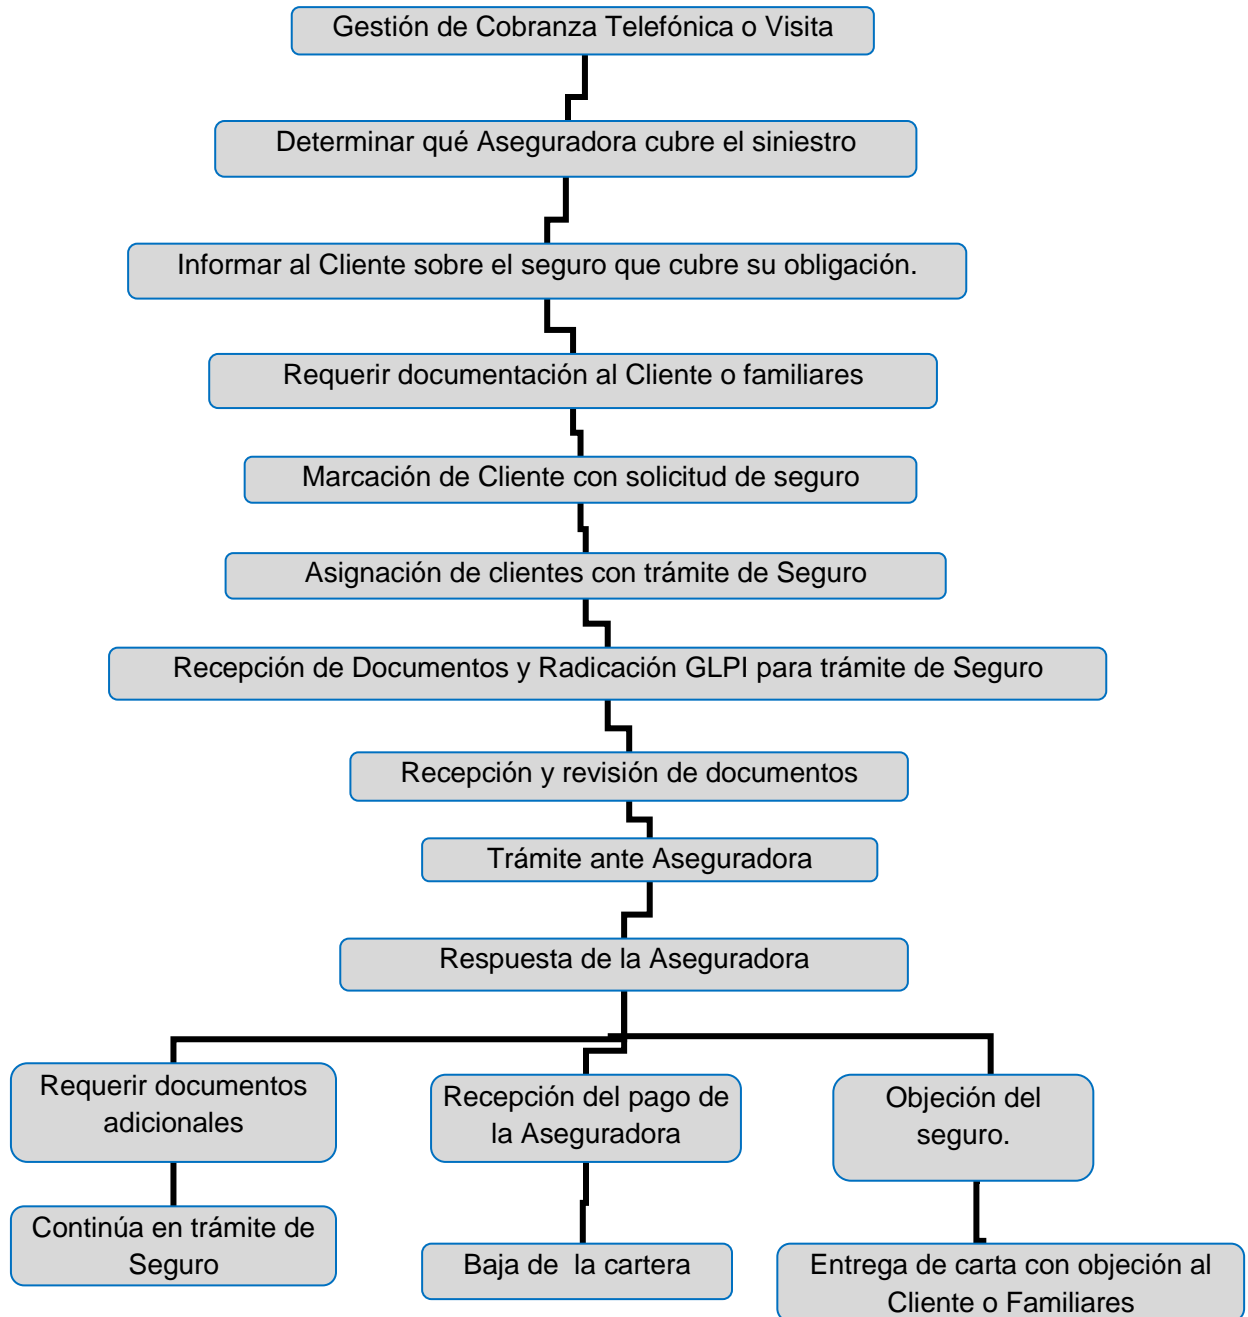 Gestión de Cobranza Telefónica o Visita
Determinar qué Aseguradora cubre el siniestro
Informar al Cliente sobre el seguro que cubre su obligación.
Requerir documentación al Cliente o familiares
Marcación de Cliente con solicitud de seguro
Asignación de clientes con trámite de Seguro
Recepción de Documentos y Radicación GLPI para trámite de Seguro
Recepción y revisión de documentos
Trámite ante Aseguradora
Respuesta de la Aseguradora
Requerir documentos
adicionales
Continúa en trámite de
Seguro
Recepción del pago de
la Aseguradora
Baja de la cartera
Objeción del
seguro.
Entrega de carta con objeción al
Cliente o Familiares